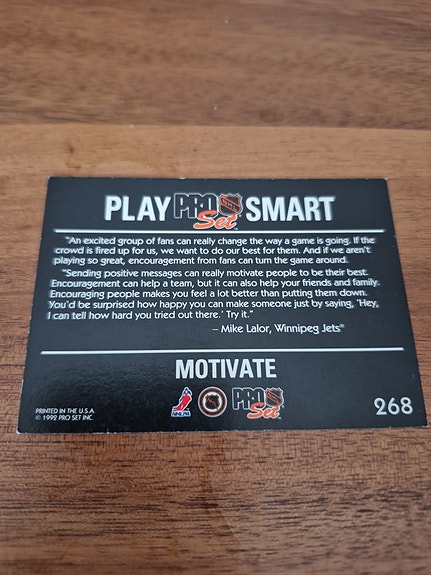 PLAY PRO SET NHL SMART
"An excited group of fans can really change the way a game is going. If the
crowd is fired up for us, we want to do our best for them. And if we aren't
playing so great, encouragement from fans can turn the game around.
"Sending positive messages can really motivate people to be their best.
Encouragement can help a team, but it can also help your friends and family.
Encouraging people makes you feel a lot better than putting them down.
You'd be surprised how happy you can make someone just by saying, 'Hey,
I can tell how hard you tried out there.' Try it."
– Mike Lalor, Winnipeg Jets®
MOTIVATE
PRINTED IN THE U.S.A.
© 1992 PRO SET INC.
NHLPA
PRO Set
268